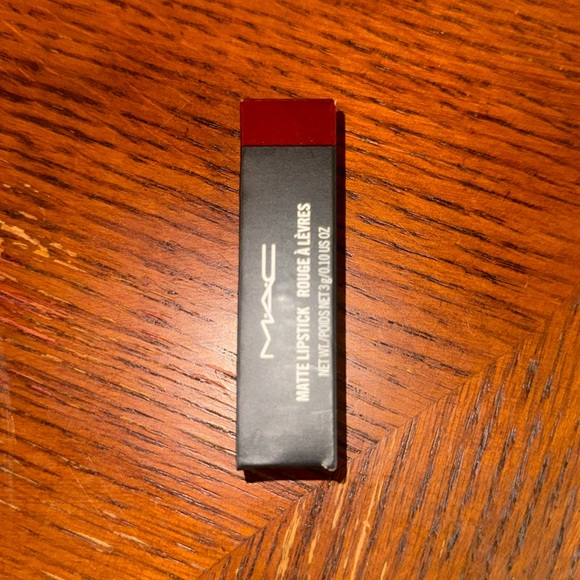 MAC
MATTE LIPSTICK ROUGE À LÈVRES
NET WT./POIDS NET 3 g/0.10 US OZ